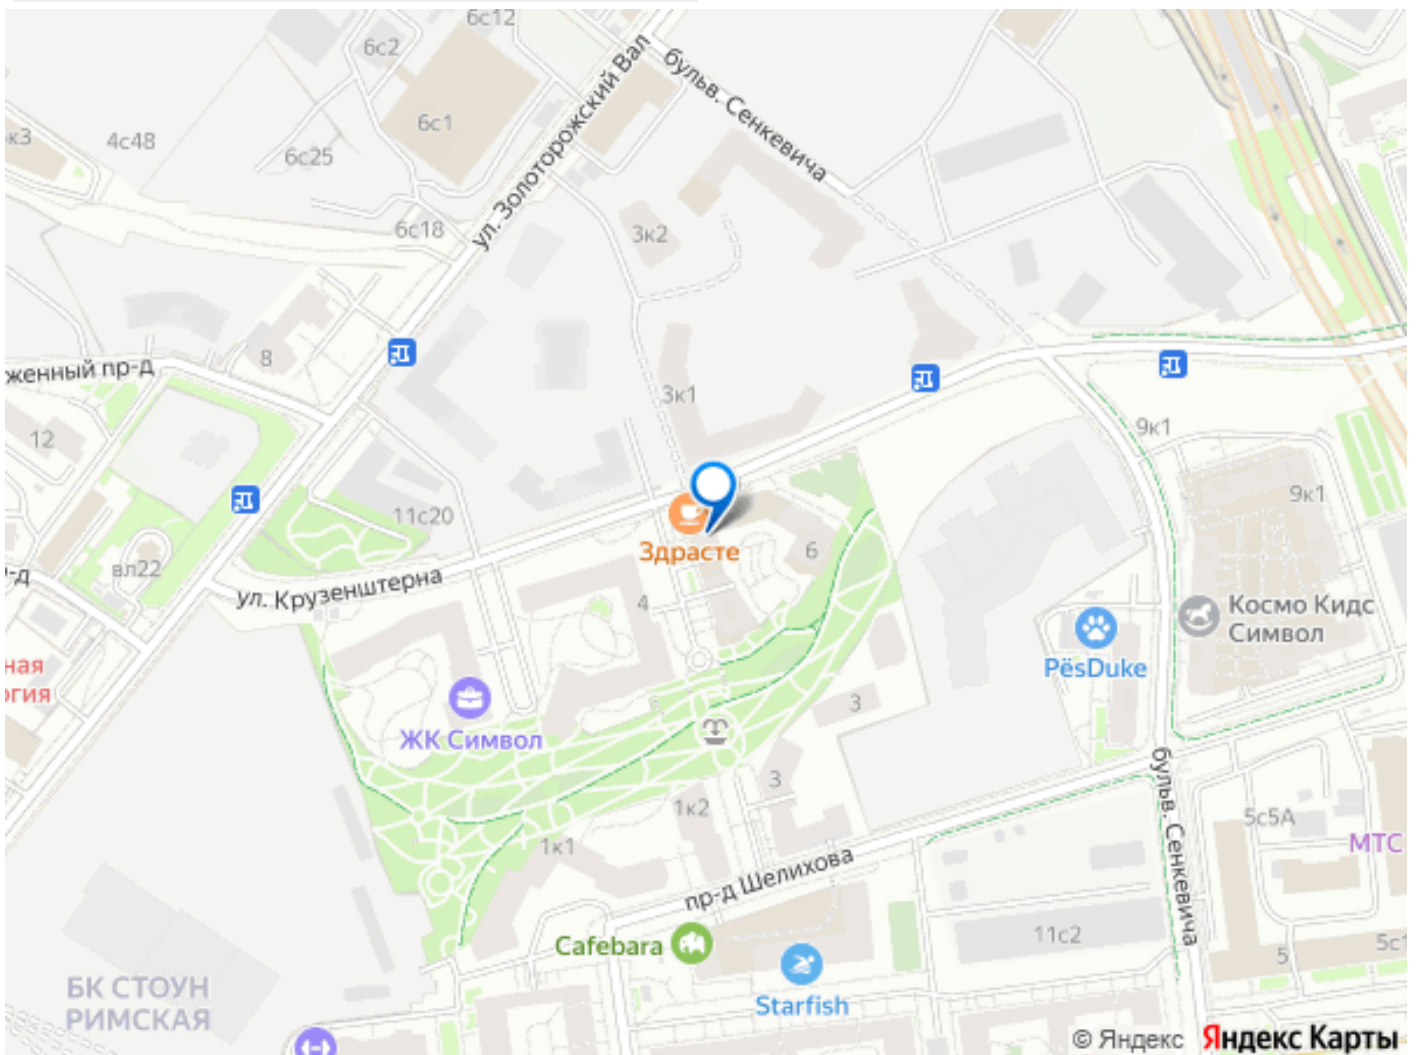 6с12
6с2
ул. Золоторожский Вал
бульв. Сенкевича
6с1
к3
4с48
6с25
6с18
3к2
8
женный пр-д
3к1
12
9к1
9к1
11с20
Здрасте
6
вл22
-д
ул. Крузенштерна
4
Космо Кидс
Символ
PёsDuke
ная
огия
3
ЖК Символ
3
1к2
бульв. Сенкевича
5с5А
МТС
1к1
пр-д Шелихова
Cafebara
11с2
5с1
5
БК СТОУН
РИМСКАЯ
Starfish
© Яндекс Яндекс Карты